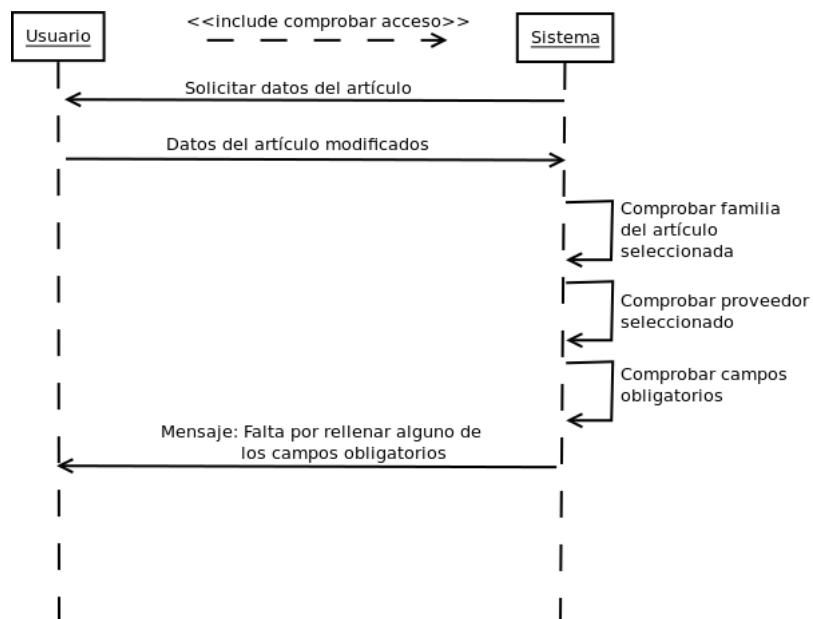 <<include comprobar acceso>>
Usuario
Sistema
Solicitar datos del artículo
Datos del artículo modificados
Comprobar familia
del artículo
seleccionada
Comprobar proveedor
seleccionado
Comprobar campos
obligatorios
Mensaje: Falta por rellenar alguno de
los campos obligatorios